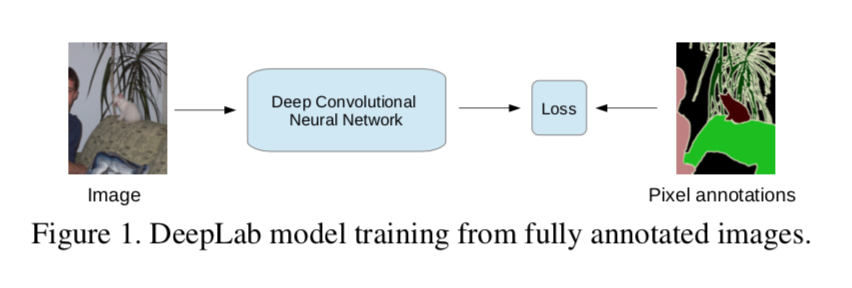 Deep Convolutional
Neural Network
Loss
Image
Pixel annotations
Figure 1. DeepLab model training from fully annotated images.